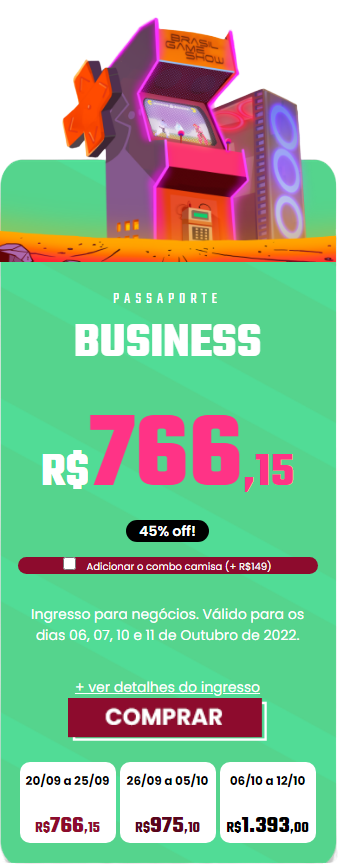 BRASIL
GAME
SHOW
PASSAPORTE
BUSINESS
R$766,15
45% off!
Adicionar o combo camisa (+ R$149)
Ingresso para negócios. Válido para os
dias 06, 07, 10 e 11 de Outubro de 2022.
+ ver detalhes do ingresso
COMPRAR
20/09 a 25/09
R$766,15
26/09 a 05/10
R$975,10
06/10 a 12/10
R$1.393,00